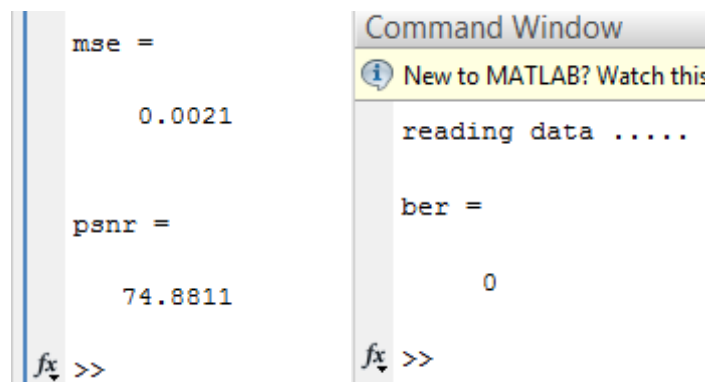 mse =
0.0021
psnr =
74.8811
fx >>
Command Window
New to MATLAB? Watch this
reading data .....
ber =
0
fx >>